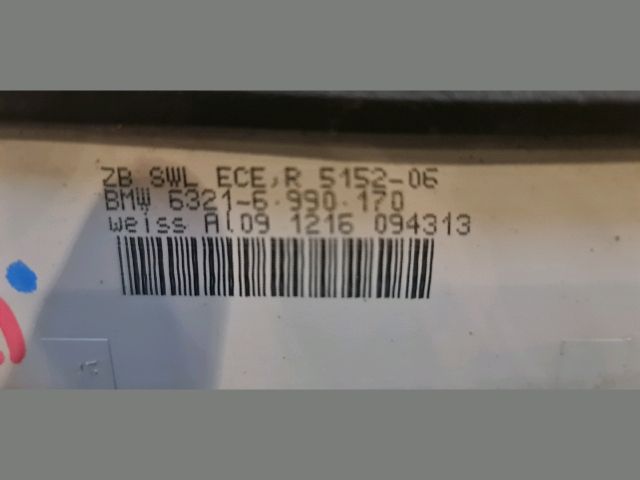 ZB SWL ECE,R 5152-06
BMW 6321-6 990 170
weiss Al09 1216 094313